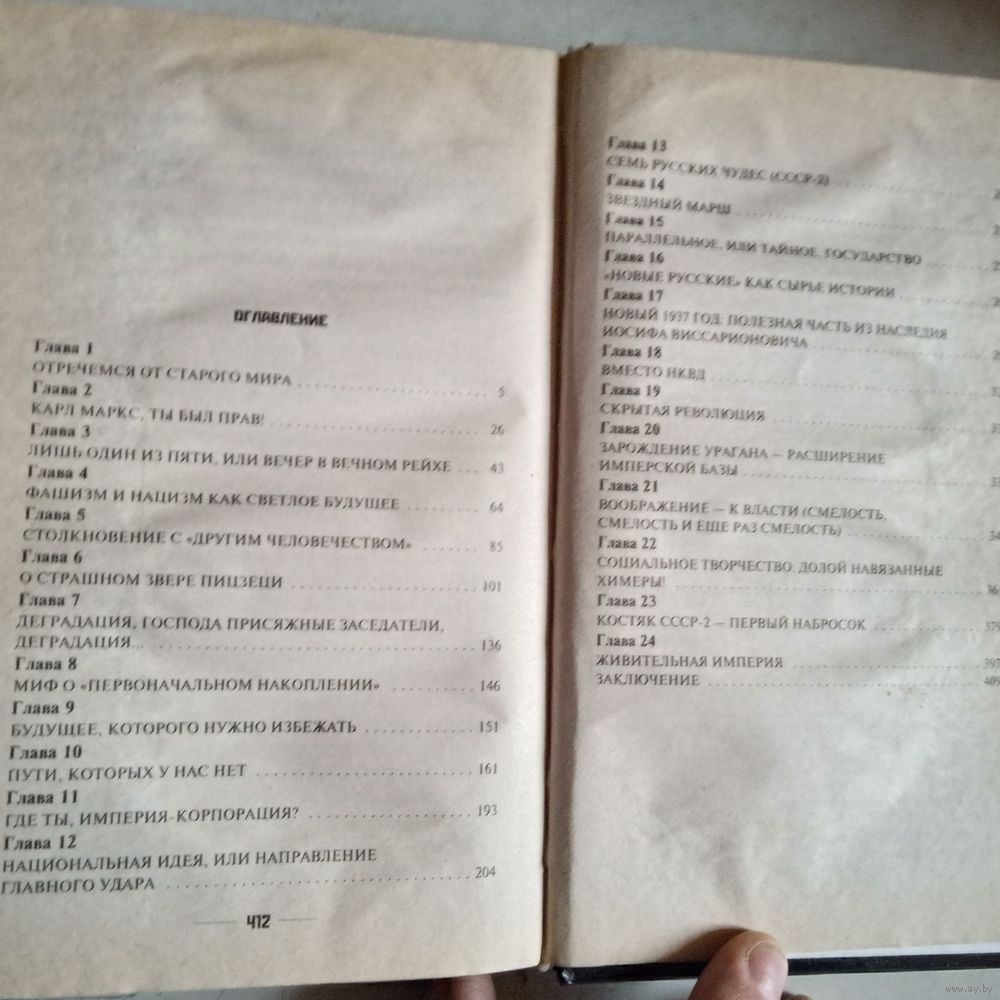 ОГЛАВЛЕНИЕ
Глава 1
ОТРЕЧЕМСЯ ОТ СТАРОГО МИРА 5
Глава 2
КАРЛ МАРКС, ТЫ БЫЛ ПРАВ! 26
Глава 3
ЛИШЬ ОДИН ИЗ ПЯТИ, ИЛИ ВЕЧЕР В ВЕЧНОМ РЕЙХЕ 43
Глава 4
ФАШИЗМ И НАЦИЗМ КАК СВЕТЛОЕ БУДУЩЕЕ 64
Глава 5
СТОЛКНОВЕНИЕ С «ДРУГИМ ЧЕЛОВЕЧЕСТВОМ» 85
Глава 6
О СТРАШНОМ ЗВЕРЕ ПИЦЗЕЦИ 101
Глава 7
ДЕГРАДАЦИЯ, ГОСПОДА ПРИСЯЖНЫЕ ЗАСЕДАТЕЛИ,
ДЕГРАДАЦИЯ... 136
Глава 8
МИФ О «ПЕРВОНАЧАЛЬНОМ НАКОПЛЕНИИ» 146
Глава 9
БУДУЩЕЕ, КОТОРОГО НУЖНО ИЗБЕЖАТЬ 151
Глава 10
ПУТИ, КОТОРЫХ У НАС НЕТ 161
Глава 11
ГДЕ ТЫ, ИМПЕРИЯ-КОРПОРАЦИЯ? 193
Глава 12
НАЦИОНАЛЬНАЯ ИДЕЯ, ИЛИ НАПРАВЛЕНИЕ
ГЛАВНОГО УДАРА 204
412
Глава 13
СЕМЬ РУССКИХ ЧУДЕС (СССР-2)
Глава 14
ЗВЕЗДНЫЙ МАРШ
Глава 15
ПАРАЛЛЕЛЬНОЕ, ИЛИ ТАЙНОЕ, ГОСУДАРСТВО
Глава 16
«НОВЫЕ РУССКИЕ» КАК СЫРЬЕ ИСТОРИИ
Глава 17
НОВЫЙ 1937 ГОД: ПОЛЕЗНАЯ ЧАСТЬ ИЗ НАСЛЕДИЯ
ИОСИФА ВИССАРИОНОВИЧА
Глава 18
ВМЕСТО НКВД
Глава 19
СКРЫТАЯ РЕВОЛЮЦИЯ
Глава 20
ЗАРОЖДЕНИЕ УРАГАНА — РАСШИРЕНИЕ
ИМПЕРСКОЙ БАЗЫ
Глава 21
ВООБРАЖЕНИЕ — К ВЛАСТИ (СМЕЛОСТЬ,
СМЕЛОСТЬ И ЕЩЕ РАЗ СМЕЛОСТЬ)
Глава 22
СОЦИАЛЬНОЕ ТВОРЧЕСТВО: ДОЛОЙ НАВЯЗАННЫЕ
ХИМЕРЫ!
Глава 23
КОСТЯК СССР-2 — ПЕРВЫЙ НАБРОСОК 379
Глава 24
ЖИВИТЕЛЬНАЯ ИМПЕРИЯ 397
ЗАКЛЮЧЕНИЕ 409
www.ay.by